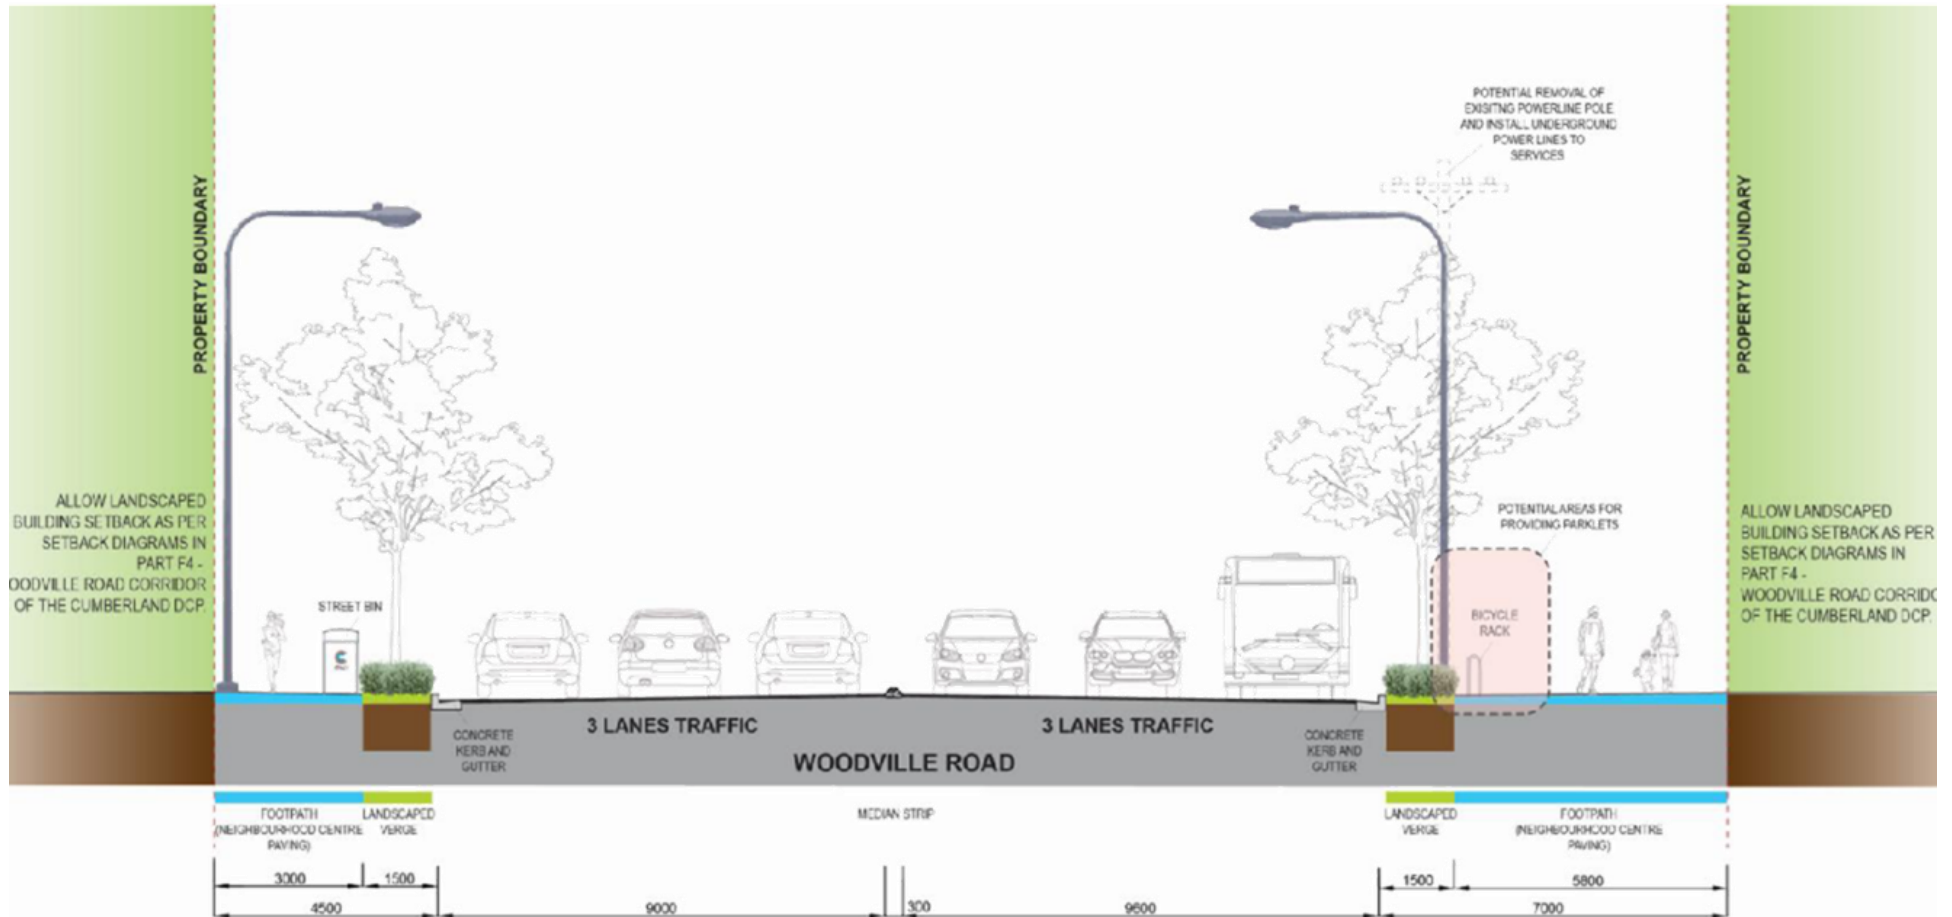 POTENTIAL REMOVAL OF
EXISITNG POWERLINE POLE
AND INSTALL UNDERGROUND
POWER LINES TO
SERVICES
PROPERTY BOUNDARY
PROPERTY BOUNDARY
ALLOW LANDSCAPED
BUILDING SETBACK AS PER
SETBACK DIAGRAMS IN
PART F4 -
OODVILLE ROAD CORRIDOR
OF THE CUMBERLAND DCP.
STREET BIN
POTENTIAL AREAS FOR
PROVIDING PARKLETS
BICYCLE
RACK
ALLOW LANDSCAPED
BUILDING SETBACK AS PER
SETBACK DIAGRAMS IN
PART F4 -
WOODVILLE ROAD CORRIDO
OF THE CUMBERLAND DCP.
CONCRETE
KERB AND
GUTTER
3 LANES TRAFFIC
3 LANES TRAFFIC
CONCRETE
KERB AND
GUTTER
WOODVILLE ROAD
FOOTPATH
(NEIGHBOURHOOD CENTRE
PAVING)
LANDSCAPED
VERGE
MEDIAN STRIP
LANDSCAPED
VERGE
FOOTPATH
(NEIGHBOURHOOD CENTRE
PAVING)
3000
1500
1500
5800
4500
9000
300
9600
7000